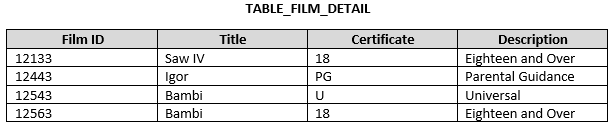 TABLE_FILM_DETAIL
Film ID Title Certificate Description
12133 Saw IV 18 Eighteen and Over
12443 Igor PG Parental Guidance
12543 Bambi U Universal
12563 Bambi 18 Eighteen and Over